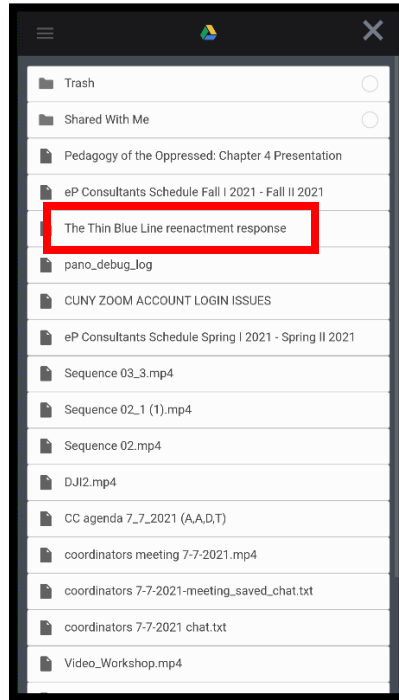 Trash
Shared With Me
Pedagogy of the Oppressed: Chapter 4 Presentation
eP Consultants Schedule Fall I 2021 - Fall II 2021
The Thin Blue Line reenactment response
pano_debug_log
CUNY ZOOM ACCOUNT LOGIN ISSUES
eP Consultants Schedule Spring I 2021 - Spring II 2021
Sequence 03_3.mp4
Sequence 02_1 (1).mp4
Sequence 02.mp4
DJI2.mp4
CC agenda 7_7_2021 (A,A,D,T)
coordinators meeting 7-7-2021.mp4
coordinators 7-7-2021-meeting_saved_chat.txt
coordinators 7-7-2021 chat.txt
Video_Workshop.mp4